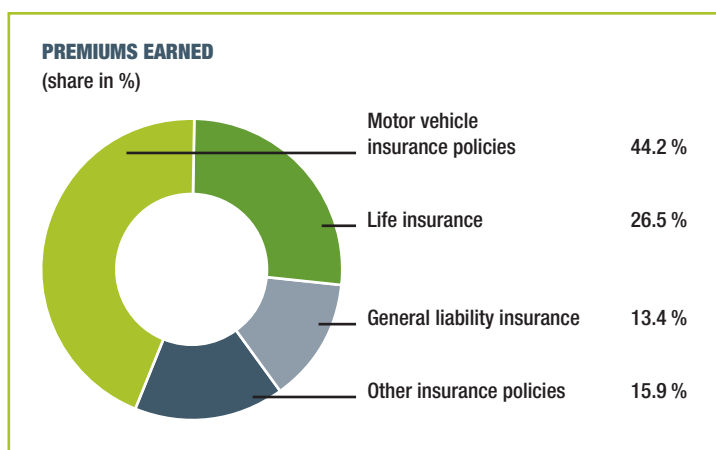 PREMIUMS EARNED
(share in %)
Motor vehicle
insurance policies 44.2 %
Life insurance 26.5 %
General liability insurance 13.4 %
Other insurance policies 15.9 %